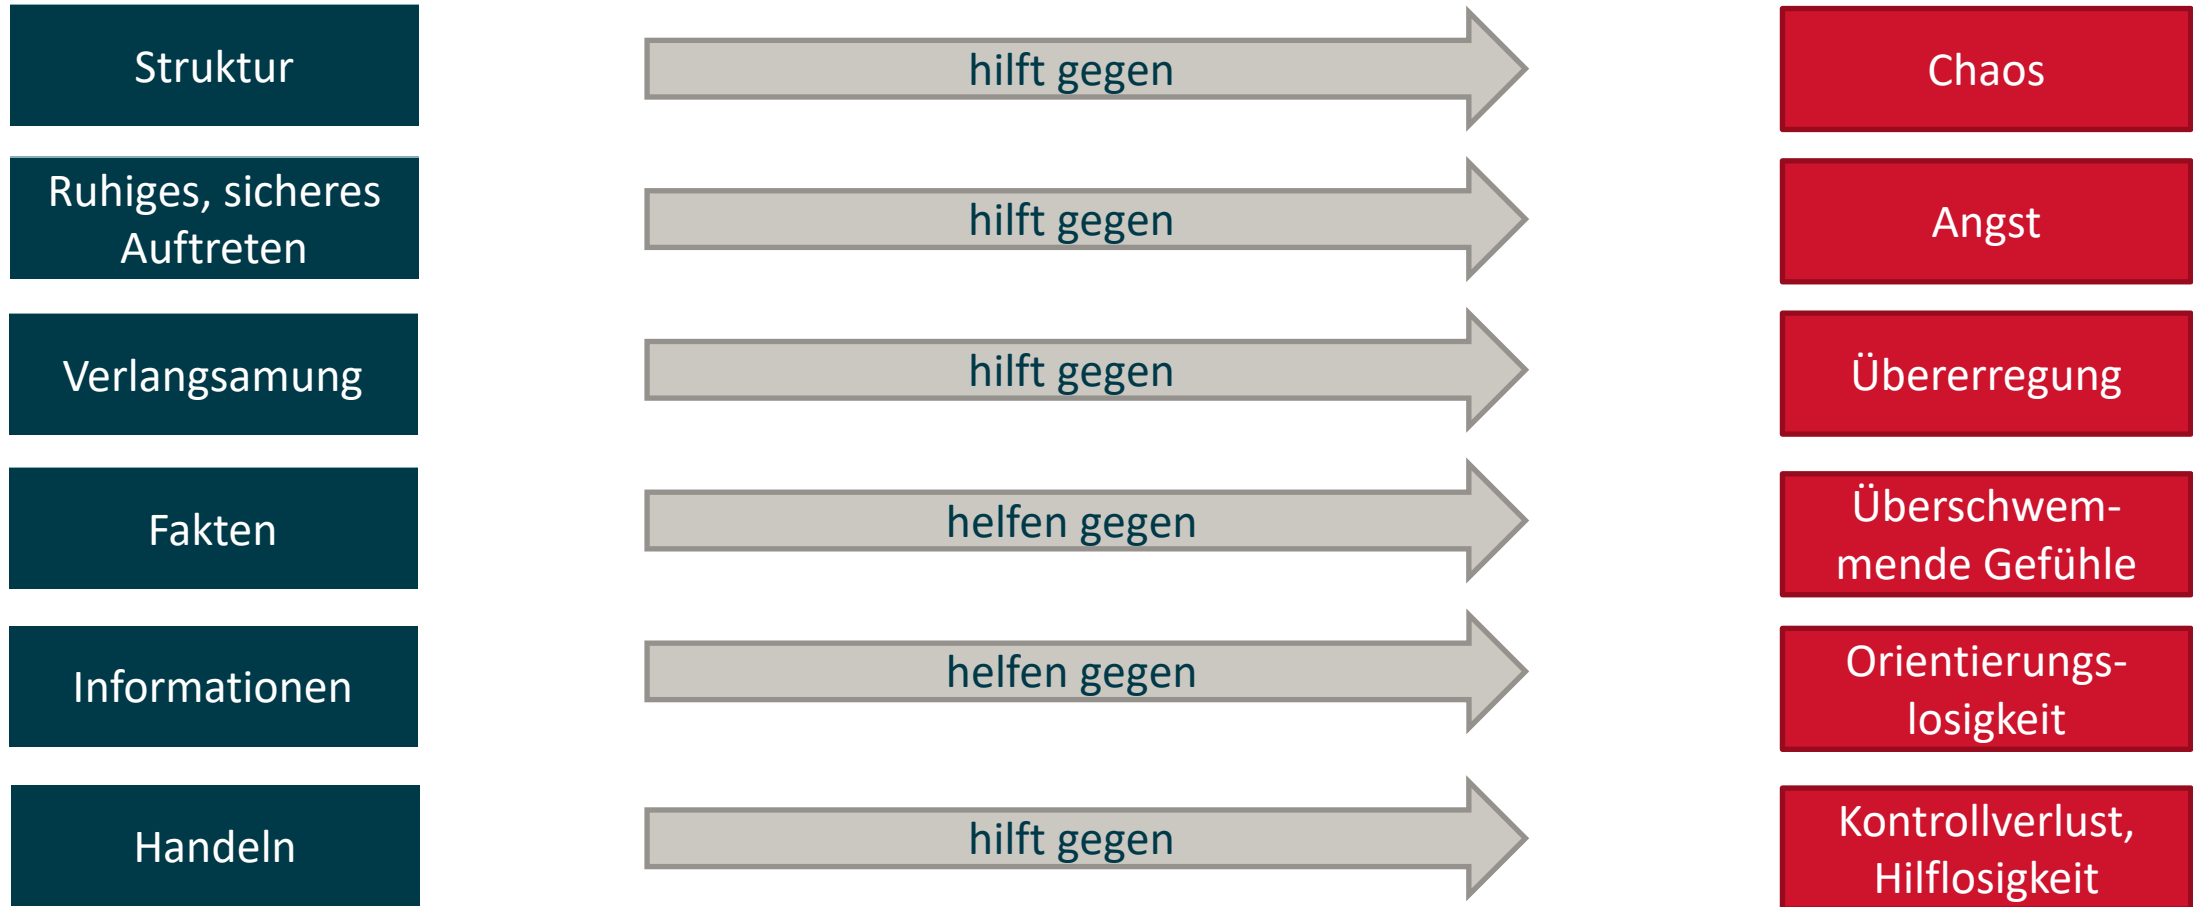 Struktur
hilft gegen
Chaos
Ruhiges, sicheres
Auftreten
hilft gegen
Angst
Verlangsamung
hilft gegen
Übererregung
Fakten
helfen gegen
Überschwem-
mende Gefühle
Informationen
helfen gegen
Orientierungs-
losigkeit
Handeln
hilft gegen
Kontrollverlust,
Hilflosigkeit